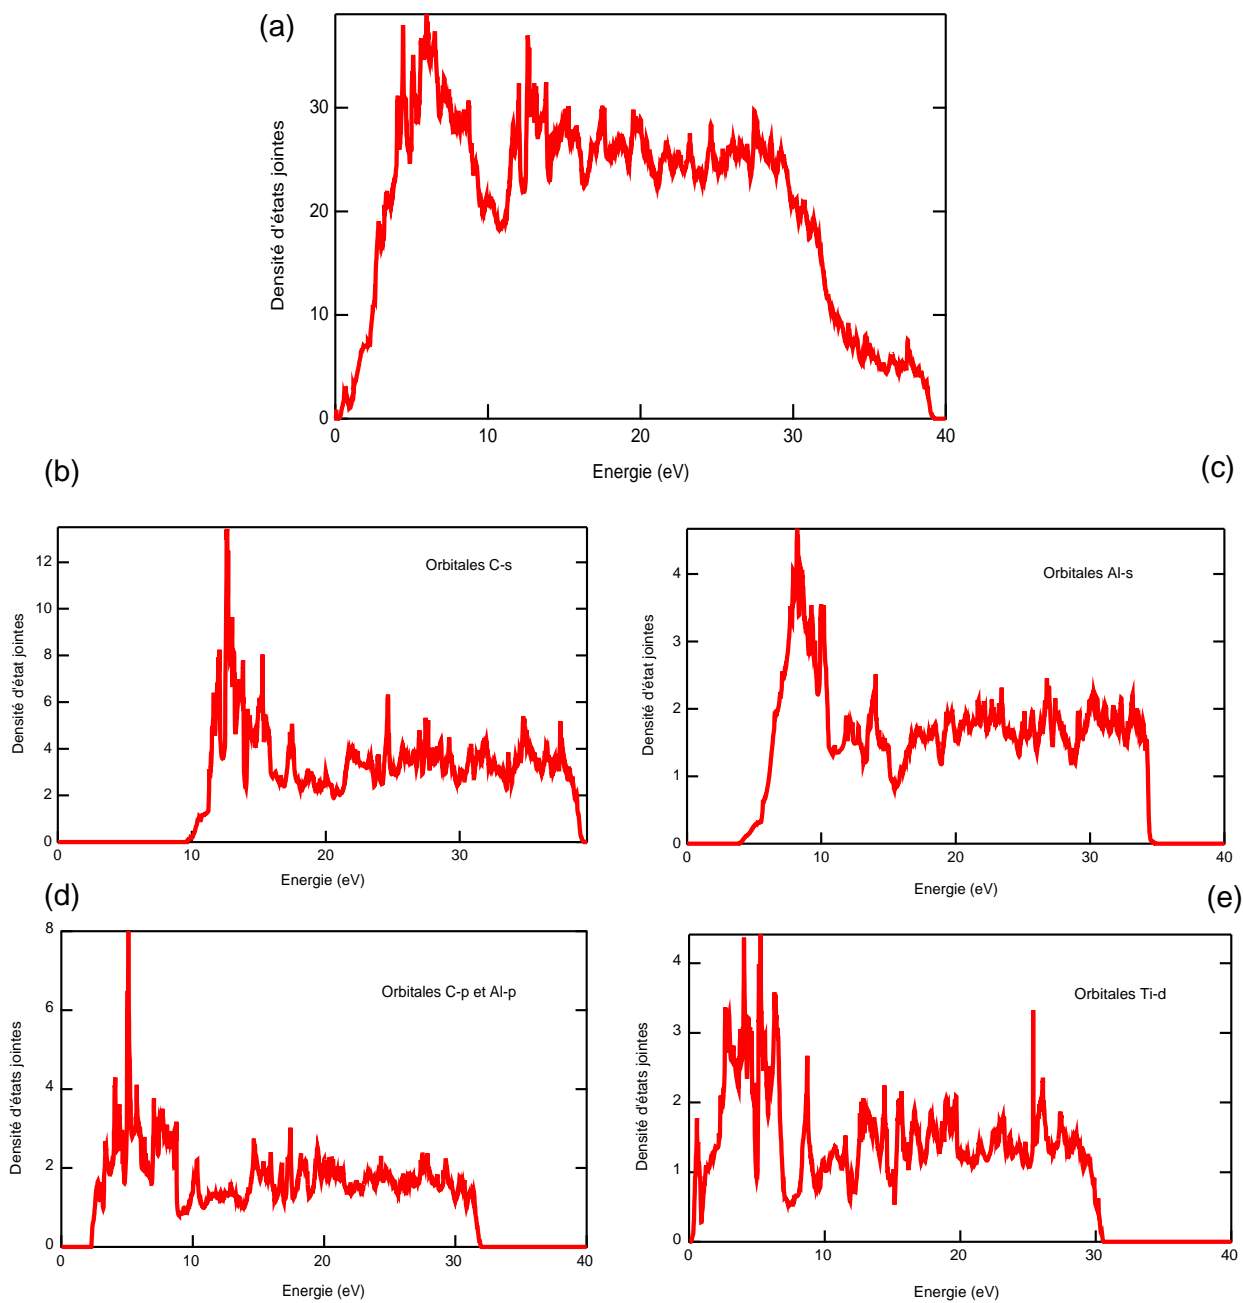 (a)
Densité d'états jointes
30
20
10
0
0 10 20 30 40
Energie (eV)
(b)
Densité d'état jointes
Orbitales C-s
12
10
8
6
4
2
0
0 10 20 30
Energie (eV)
(c)
Densité d'état jointes
Orbitales Al-s
4
3
2
1
0
0 10 20 30 40
Energie (eV)
(d)
Densité d'états jointes
Orbitales C-p et Al-p
8
6
4
2
0
0 10 20 30 40
Energie (eV)
(e)
Densité d'états jointes
Orbitales Ti-d
4
3
2
1
0
0 10 20 30 40
Energie (eV)